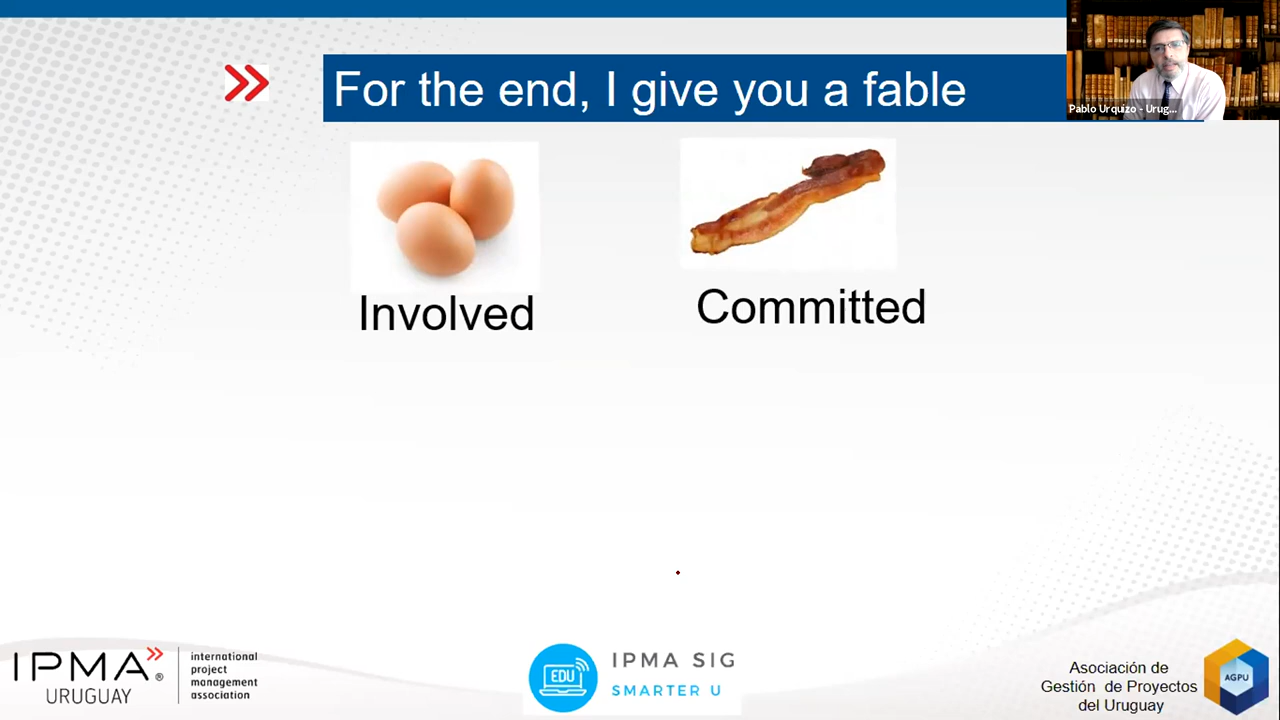 For the end, I give you a fable
Pablo Urquizo - Urug...
Involved
Committed
IPMA®
URUGUAY
international
project
management
association
EDU
IPMA SIG
SMARTER U
Asociación de
Gestión de Proyectos
del Uruguay
AGPU